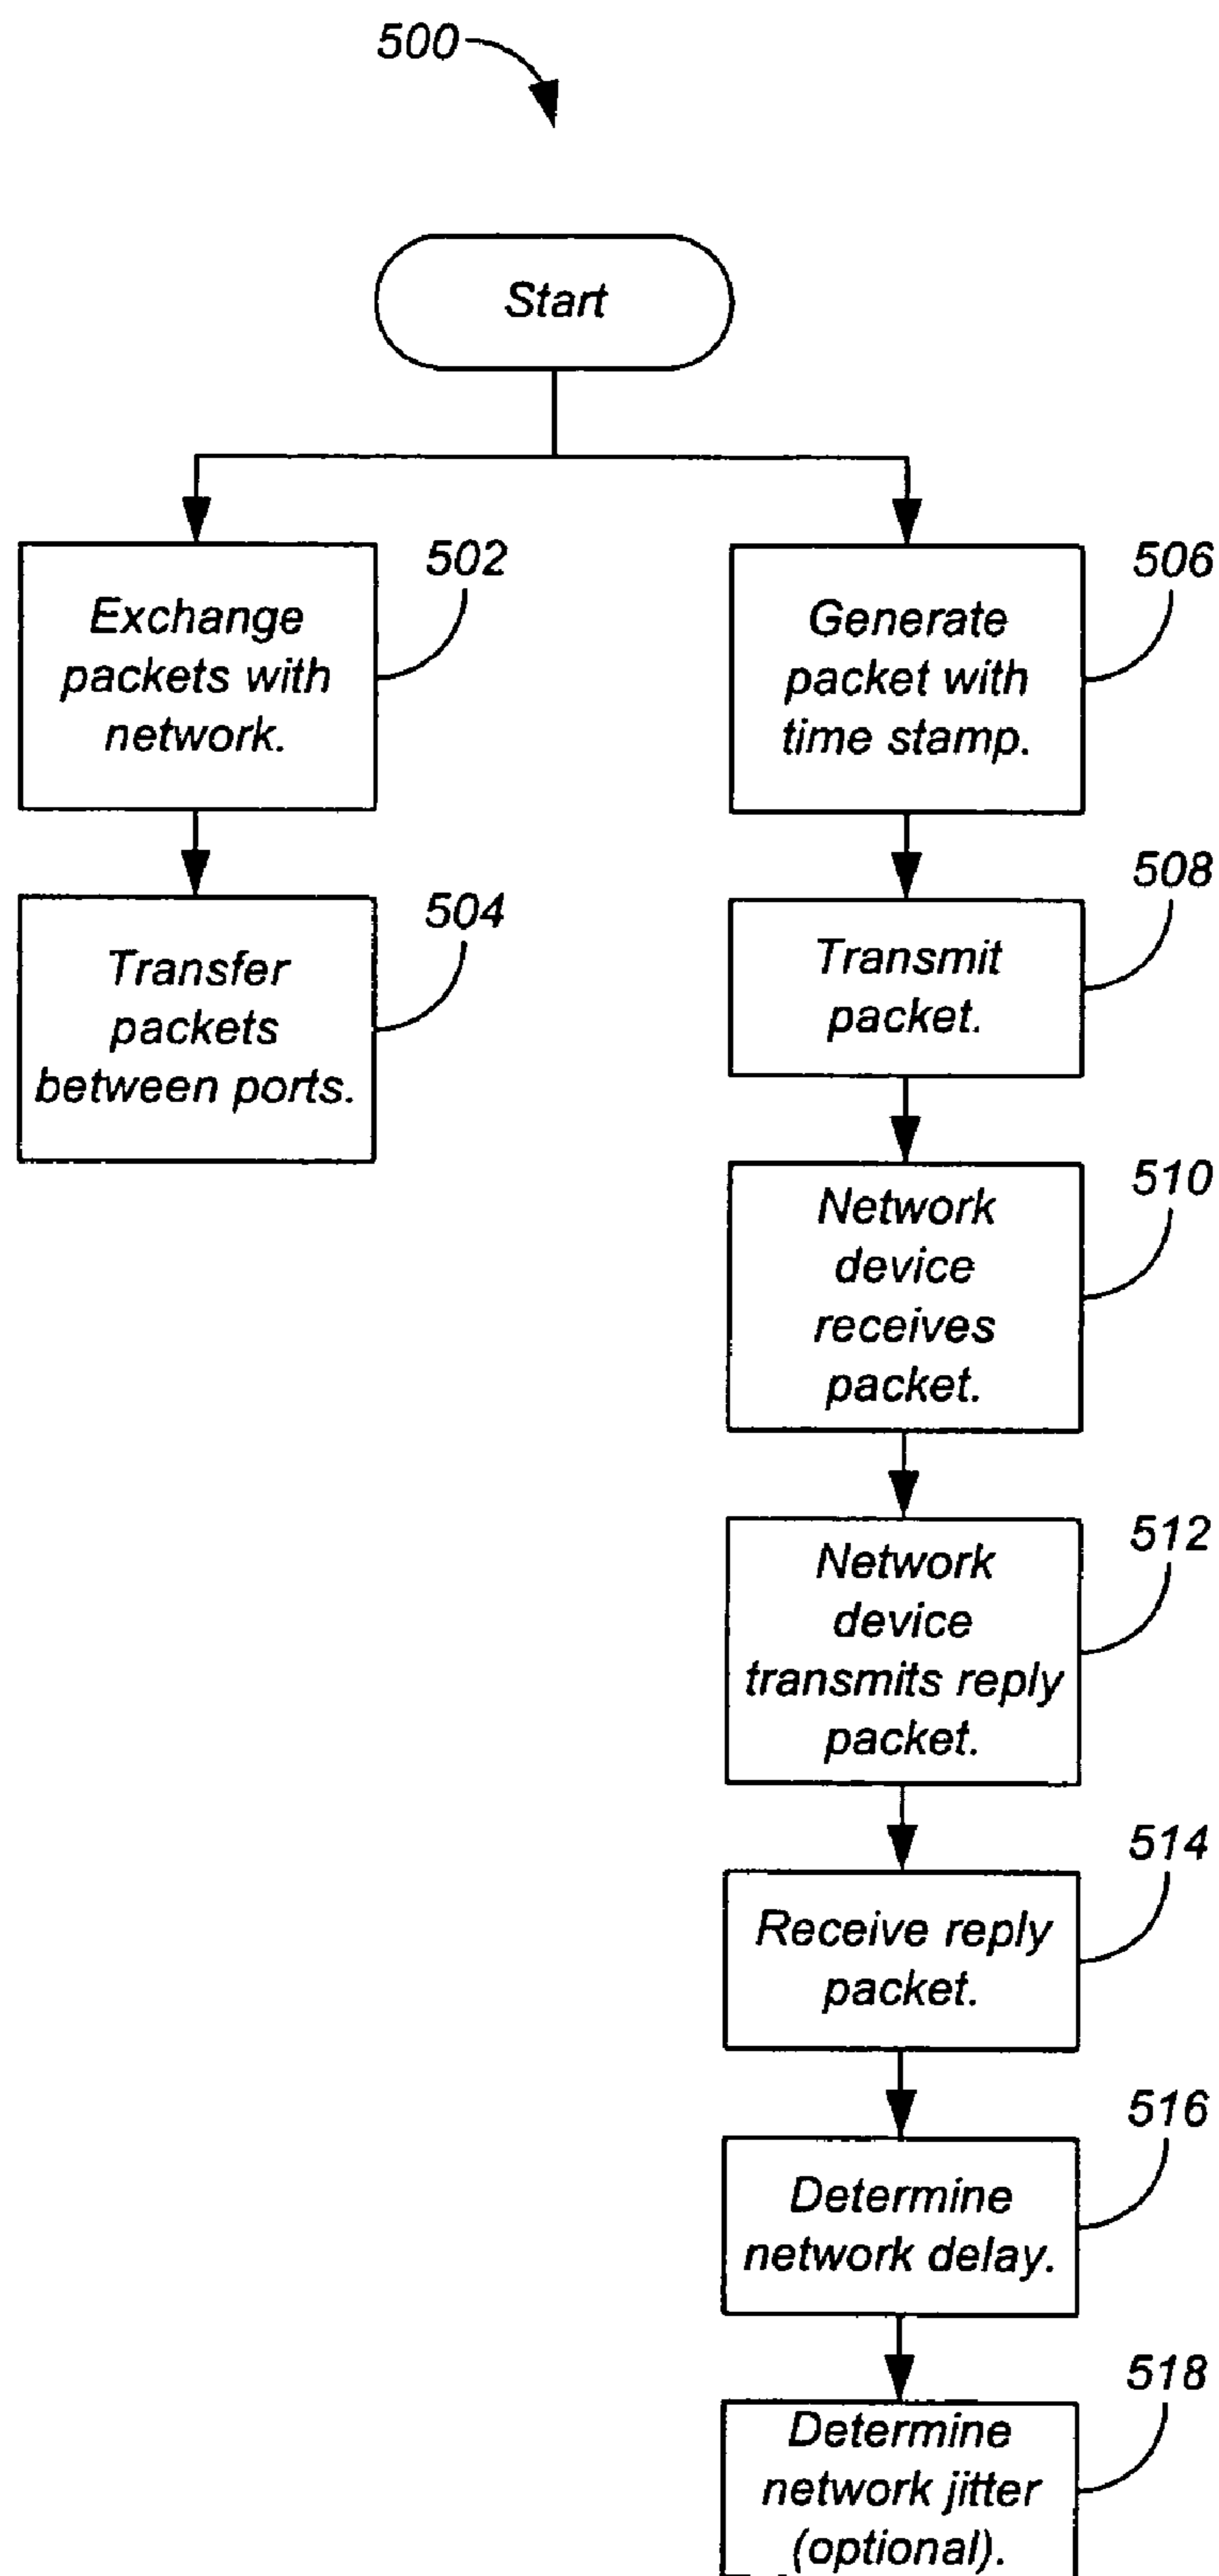 500
Start
502
Exchange
packets with
network.
504
Transfer
packets
between ports.
506
Generate
packet with
time stamp.
508
Transmit
packet.
510
Network
device
receives
packet.
512
Network
device
transmits reply
packet.
514
Receive reply
packet.
516
Determine
network delay.
518
Determine
network jitter
(optional).